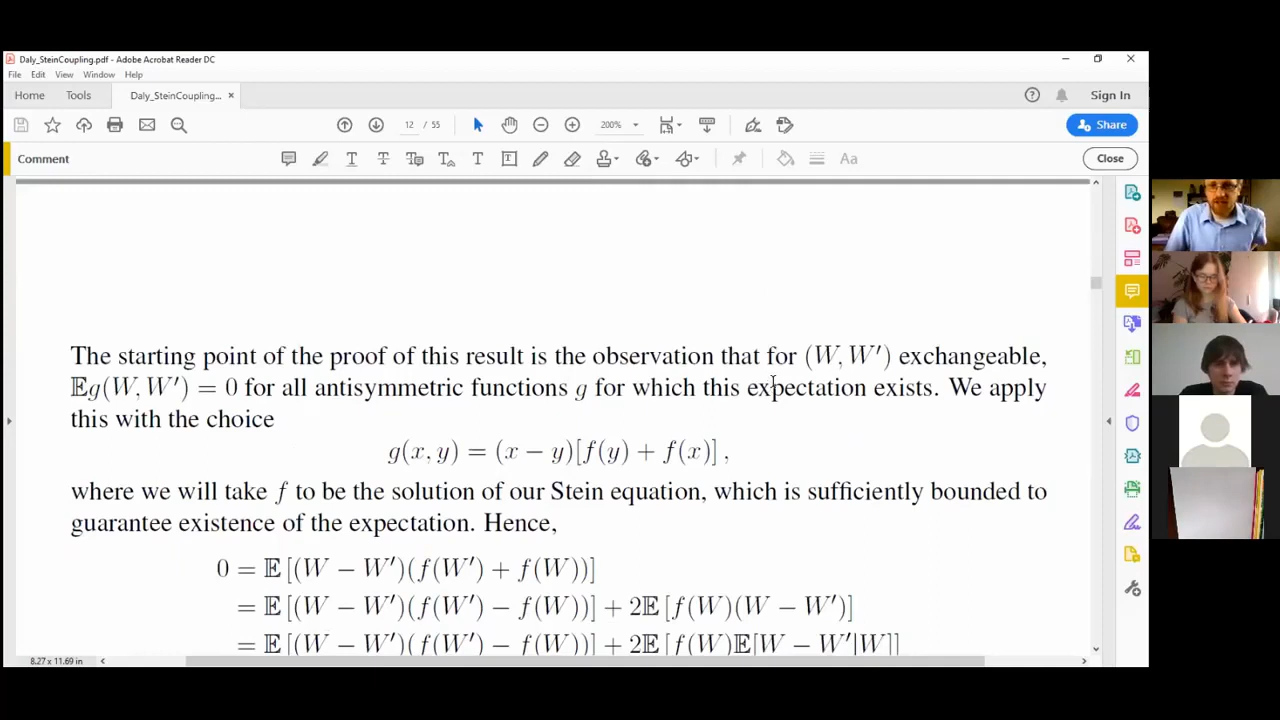 Daly_SteinCoupling.pdf - Adobe Acrobat Reader DC
File Edit View Window Help
Home Tools Daly_SteinCoupling... × Sign In
12 / 55 200% Share
Comment Aa Close
The starting point of the proof of this result is the observation that for (W, W′) exchangeable,
𝔼g(W, W′) = 0 for all antisymmetric functions g for which this expectation exists. We apply
this with the choice
g(x, y) = (x − y)[f(y) + f(x)] ,
where we will take f to be the solution of our Stein equation, which is sufficiently bounded to
guarantee existence of the expectation. Hence,
0 = 𝔼 [(W − W′)(f(W′) + f(W))]
= 𝔼 [(W − W′)(f(W′) − f(W))] + 2𝔼 [f(W)(W − W′)]
= 𝔼 [(W − W′)(f(W′) − f(W))] + 2𝔼 [f(W)𝔼[W − W′|W]]
8.27 x 11.69 in